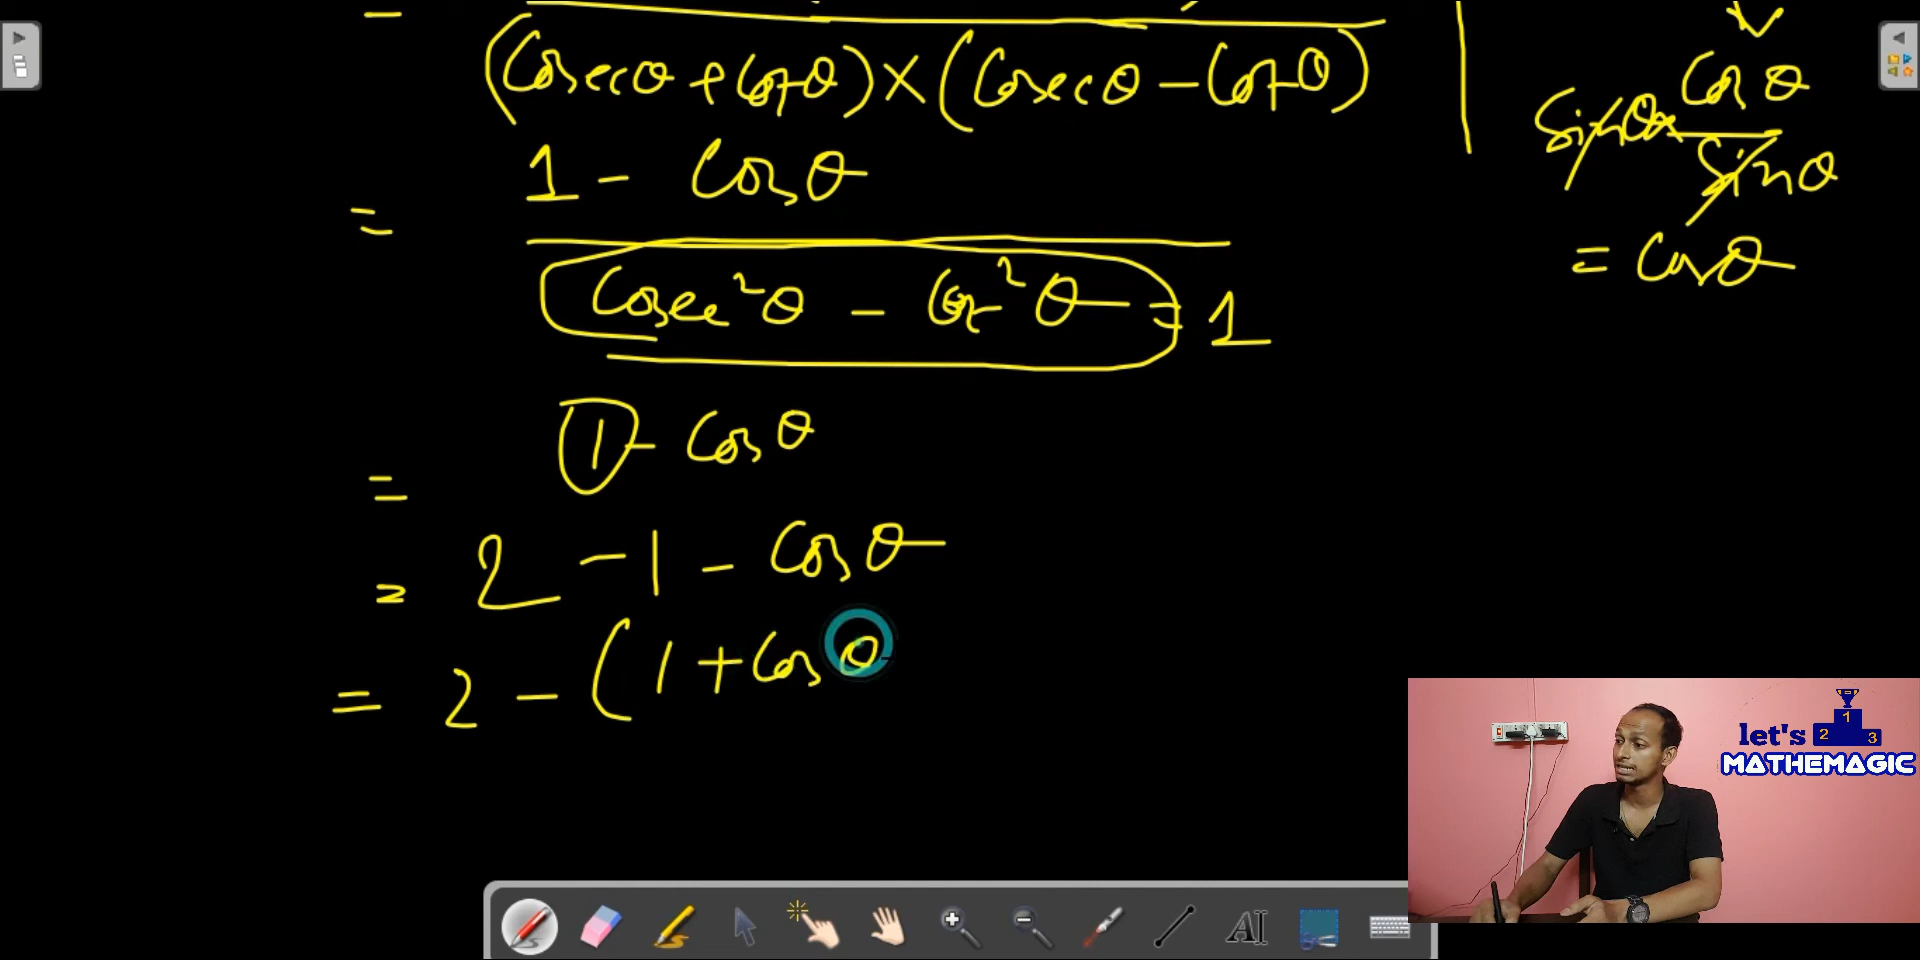 (Cosecθ + Cotθ) × (Cosecθ − Cotθ)
= 1 − Cosθ
Cosec²θ − Cot²θ = 1
= 1 − Cosθ
= 2 − 1 − Cosθ
= 2 − (1 + Cosθ
Cosθ
Sinθ ×
Sinθ
= Cosθ
let's 2 1 3
MATHEMAGIC
AI